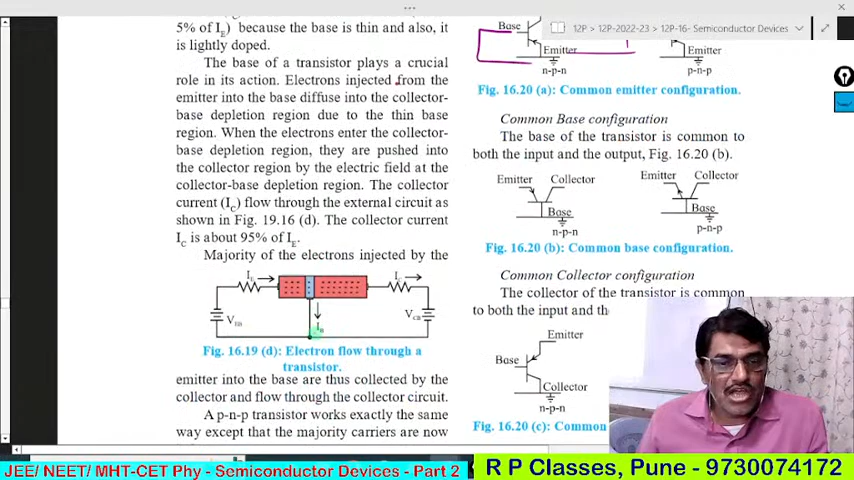 12P > 12P-2022-23 > 12P-16- Semiconductor Devices
5% of I_E) because the base is thin and also, it
is lightly doped.
The base of a transistor plays a crucial
role in its action. Electrons injected from the
emitter into the base diffuse into the collector-
base depletion region due to the thin base
region. When the electrons enter the collector-
base depletion region, they are pushed into
the collector region by the electric field at the
collector-base depletion region. The collector
current (I_C) flow through the external circuit as
shown in Fig. 19.16 (d). The collector current
I_C is about 95% of I_E.
Majority of the electrons injected by the
I_E
I_C
V_EB
V_CB
I_B
Fig. 16.19 (d): Electron flow through a
transistor.
emitter into the base are thus collected by the
collector and flow through the collector circuit.
A p-n-p transistor works exactly the same
way except that the majority carriers are now
Base
Emitter
n-p-n
Emitter
p-n-p
Fig. 16.20 (a): Common emitter configuration.
Common Base configuration
The base of the transistor is common to
both the input and the output, Fig. 16.20 (b).
Emitter Collector
Base
n-p-n
Emitter Collector
Base
p-n-p
Fig. 16.20 (b): Common base configuration.
Common Collector configuration
The collector of the transistor is common
to both the input and th
Emitter
Base
Collector
n-p-n
Fig. 16.20 (c): Common
JEE/ NEET/ MHT-CET Phy - Semiconductor Devices - Part 2
R P Classes, Pune - 9730074172